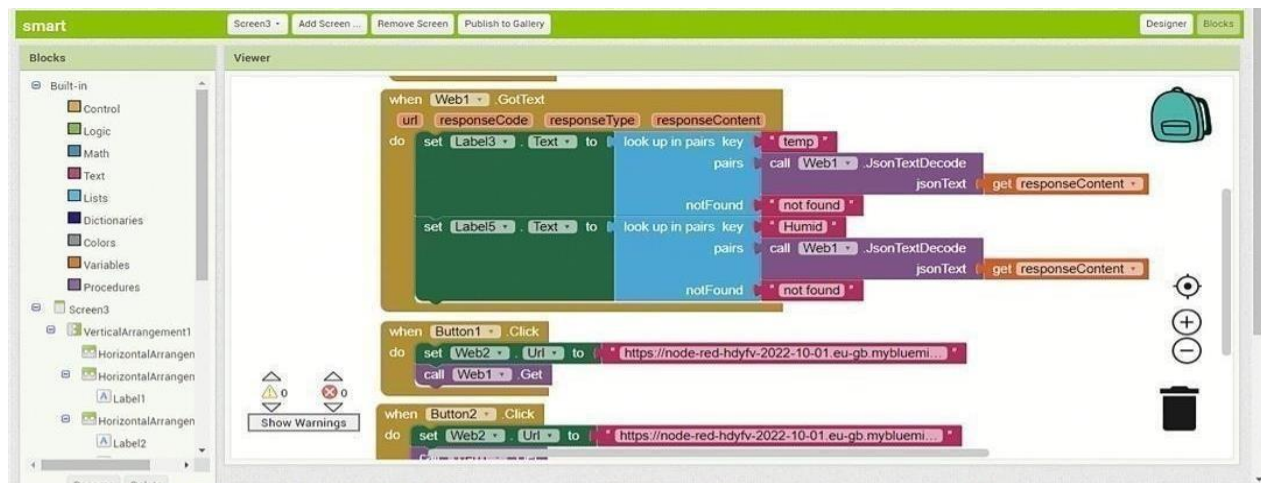 smart Screen3 Add Screen ... Remove Screen Publish to Gallery Designer Blocks
Blocks Viewer
Built-in
Control
Logic
Math
Text
Lists
Dictionaries
Colors
Variables
Procedures
Screen3
VerticalArrangement1
HorizontalArrangen
HorizontalArrangen
Label1
HorizontalArrangen
Label2
when Web1 .GotText
url responseCode responseType responseContent
do set Label3 . Text to look up in pairs key " temp "
pairs call Web1 .JsonTextDecode
jsonText get responseContent
notFound " not found "
set Label5 . Text to look up in pairs key " Humid "
pairs call Web1 .JsonTextDecode
jsonText get responseContent
notFound " not found "
when Button1 .Click
do set Web2 . Url to " https://node-red-hdyfv-2022-10-01.eu-gb.mybluemi... "
call Web1 .Get
when Button2 .Click
do set Web2 . Url to " https://node-red-hdyfv-2022-10-01.eu-gb.mybluemi... "
0 0
Show Warnings